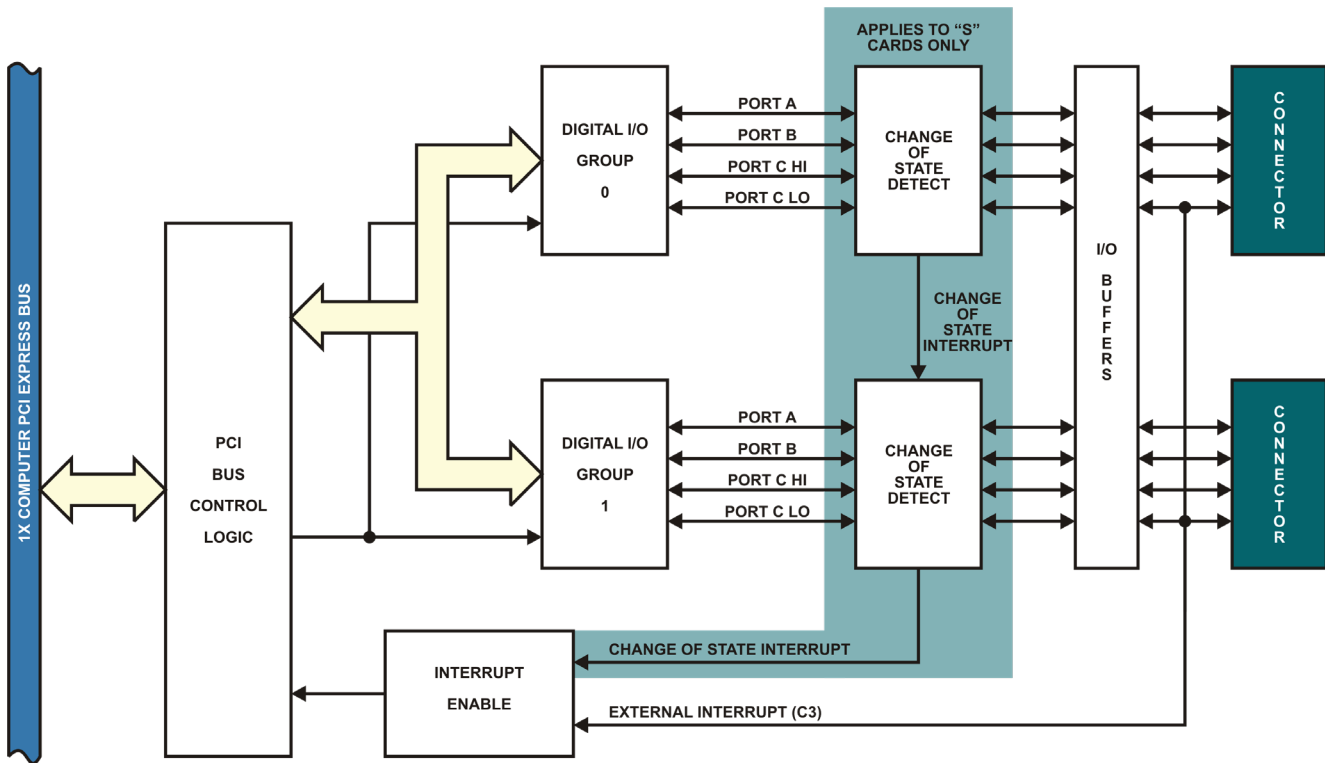 APPLIES TO “S”
CARDS ONLY
1X COMPUTER PCI EXPRESS BUS
PCI
BUS
CONTROL
LOGIC
DIGITAL I/O
GROUP
0
PORT A
PORT B
PORT C HI
PORT C LO
CHANGE
OF
STATE
DETECT
CHANGE
OF
STATE
INTERRUPT
I/O
BUFFERS
CONNECTOR
DIGITAL I/O
GROUP
1
PORT A
PORT B
PORT C HI
PORT C LO
CHANGE
OF
STATE
DETECT
CONNECTOR
INTERRUPT
ENABLE
CHANGE OF STATE INTERRUPT
EXTERNAL INTERRUPT (C3)